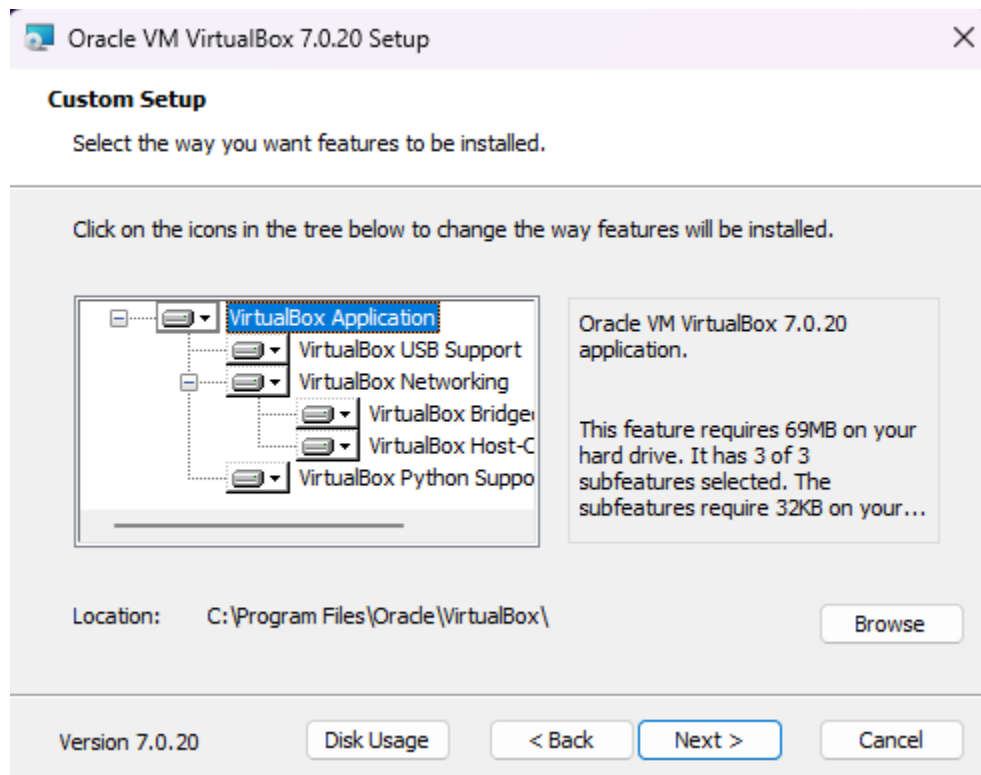 Oracle VM VirtualBox 7.0.20 Setup
Custom Setup
Select the way you want features to be installed.
Click on the icons in the tree below to change the way features will be installed.
VirtualBox Application
VirtualBox USB Support
VirtualBox Networking
VirtualBox Bridge
VirtualBox Host-C
VirtualBox Python Suppo
Oracle VM VirtualBox 7.0.20
application.
This feature requires 69MB on your
hard drive. It has 3 of 3
subfeatures selected. The
subfeatures require 32KB on your...
Location: C:\Program Files\Oracle\VirtualBox\
Browse
Version 7.0.20 Disk Usage < Back Next > Cancel